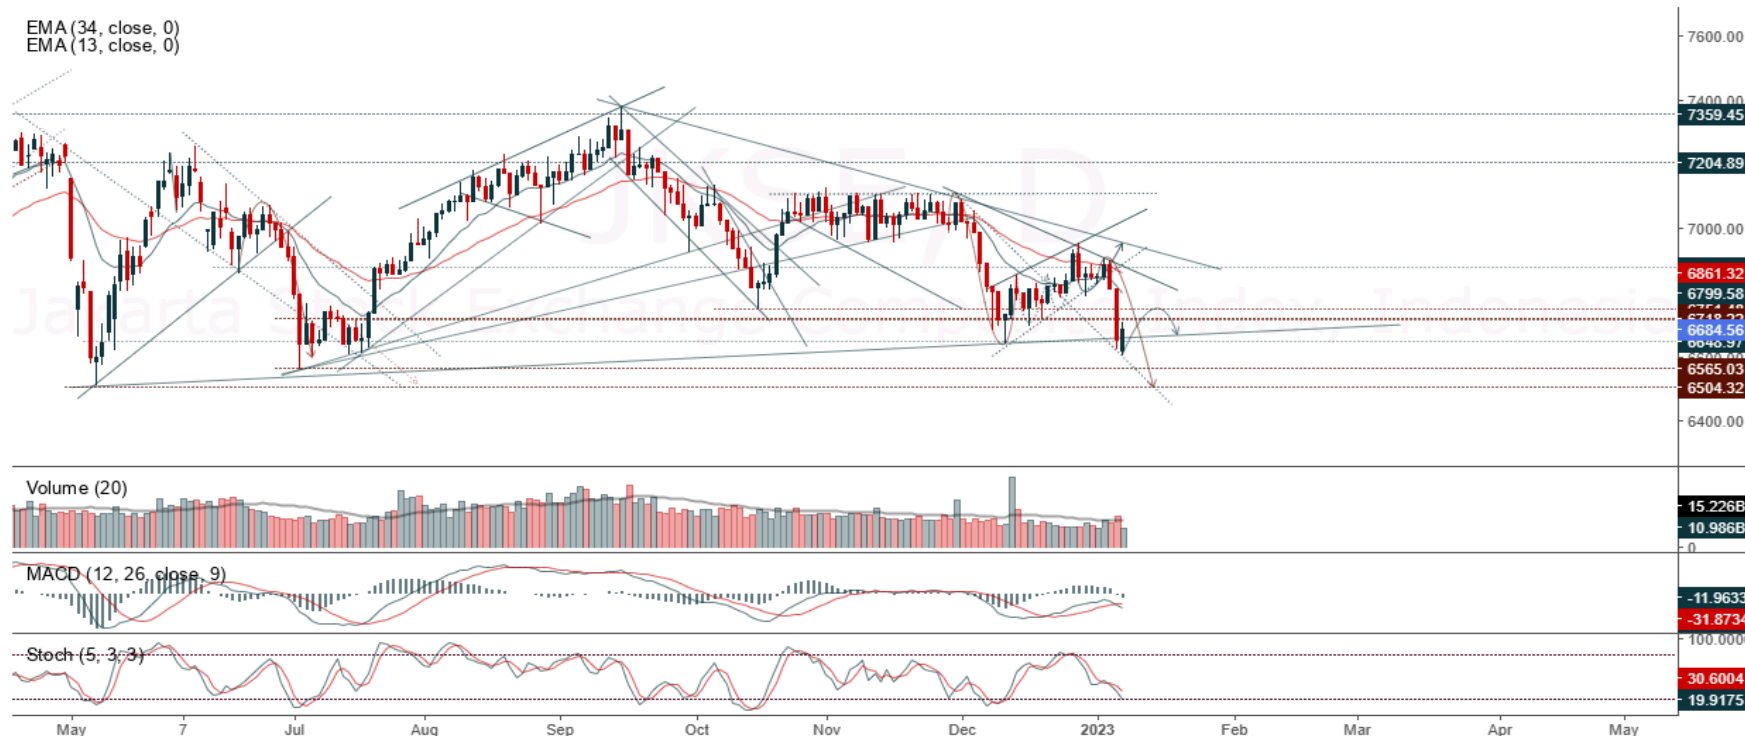 EMA (34, close, 0)
EMA (13, close, 0)
7600.00
7400.00
7359.45
7204.89
JKSE, D
7000.00
6861.32
6799.58
Jakarta Stock Exchange Composite Index, Indonesia
6684.56
6648.97
6565.03
6504.32
6400.00
Volume (20)
15.226B
10.986B
0
MACD (12, 26, close, 9)
-11.9633
-31.8734
100.0000
Stoch (5, 3, 3)
30.6004
19.9175
May 7 Jul Aug Sep Oct Nov Dec 2023 Feb Mar Apr May